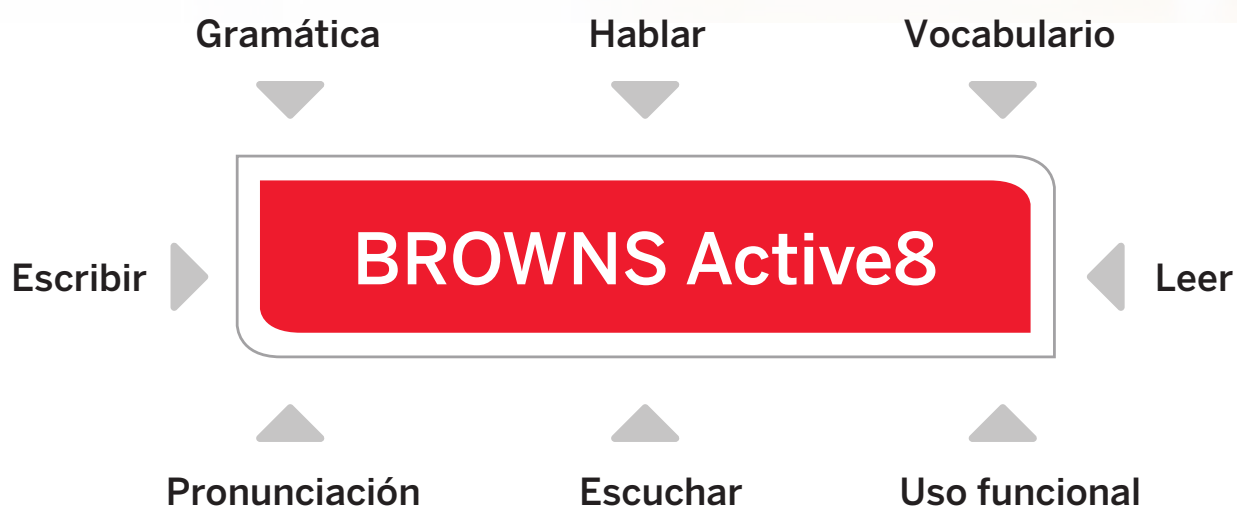 Gramática
Hablar
Vocabulario
Escribir
BROWNS Active8
Leer
Pronunciación
Escuchar
Uso funcional